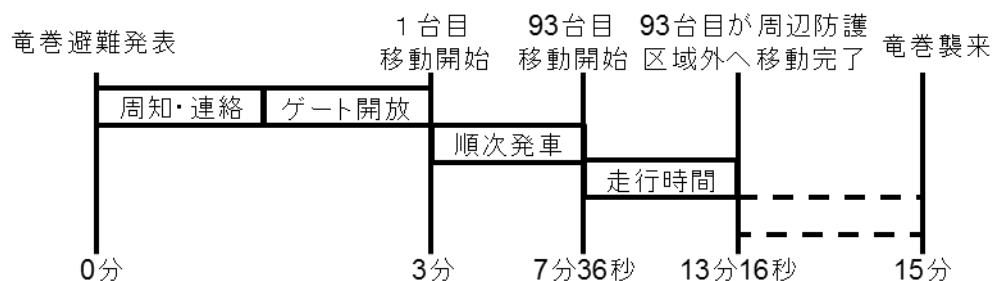 竜巻避難発表
1台目
移動開始
93台目
移動開始
93台目が周辺防護
区域外へ移動完了
竜巻襲来
周知・連絡
ゲート開放
順次発車
走行時間
0分
3分
7分36秒
13分16秒
15分